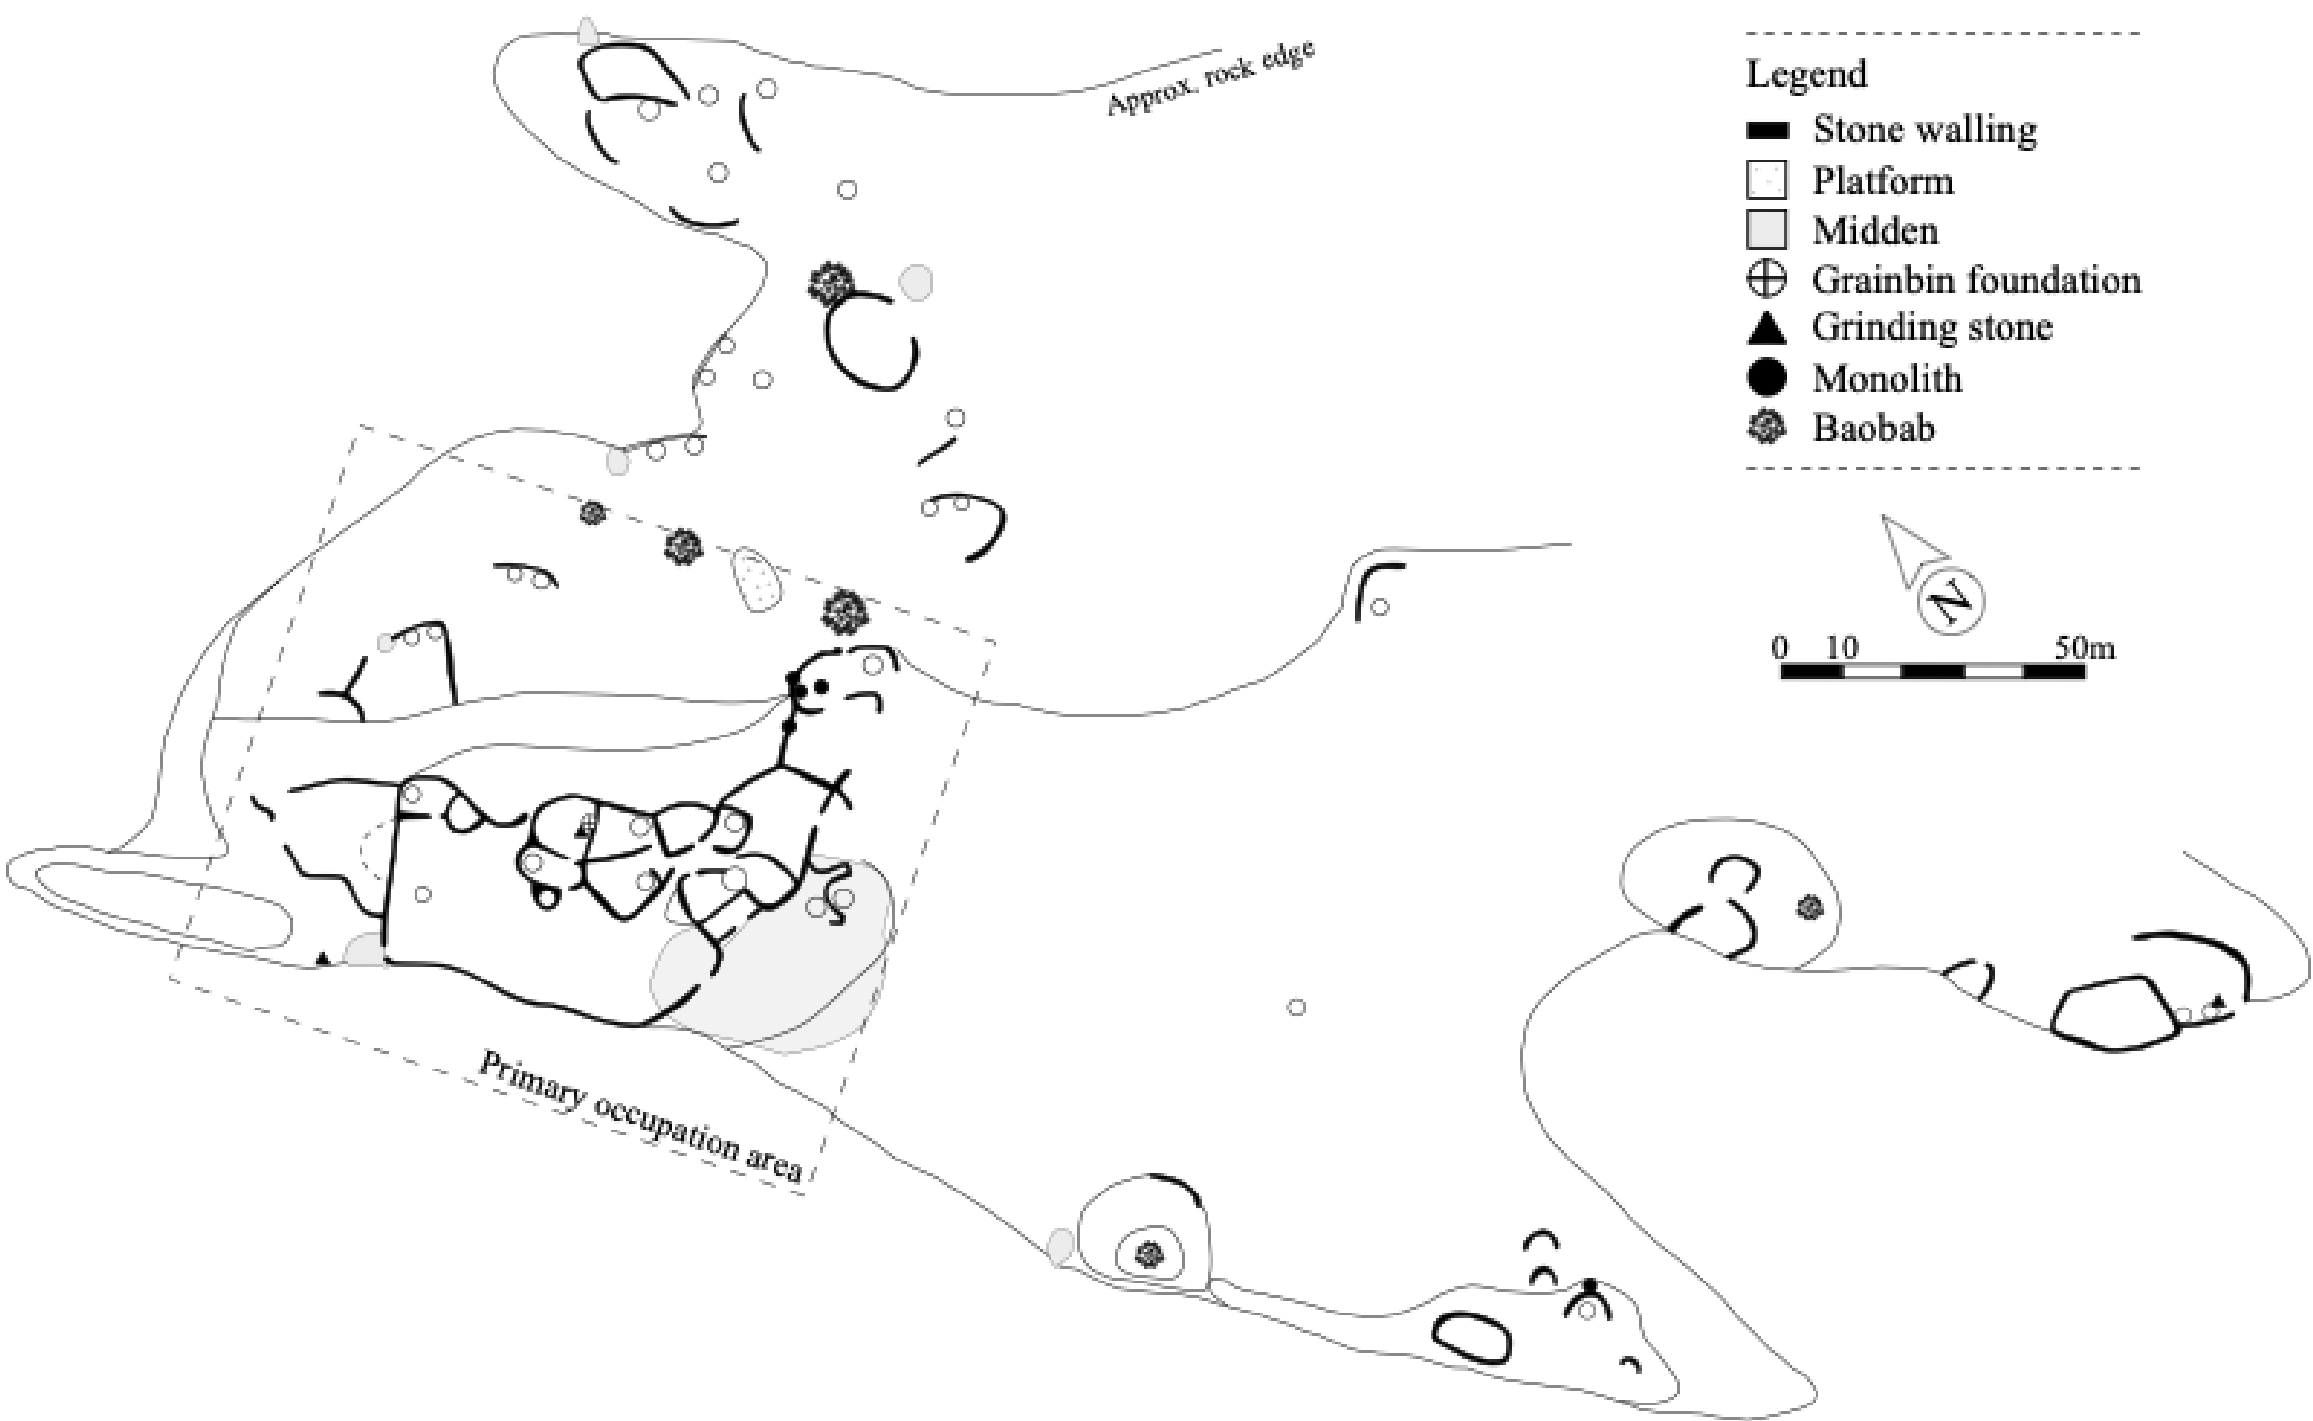 Approx. rock edge
Legend
Stone walling
Platform
Midden
Grainbin foundation
Grinding stone
Monolith
Baobab
N
0 10 50m
Primary occupation area